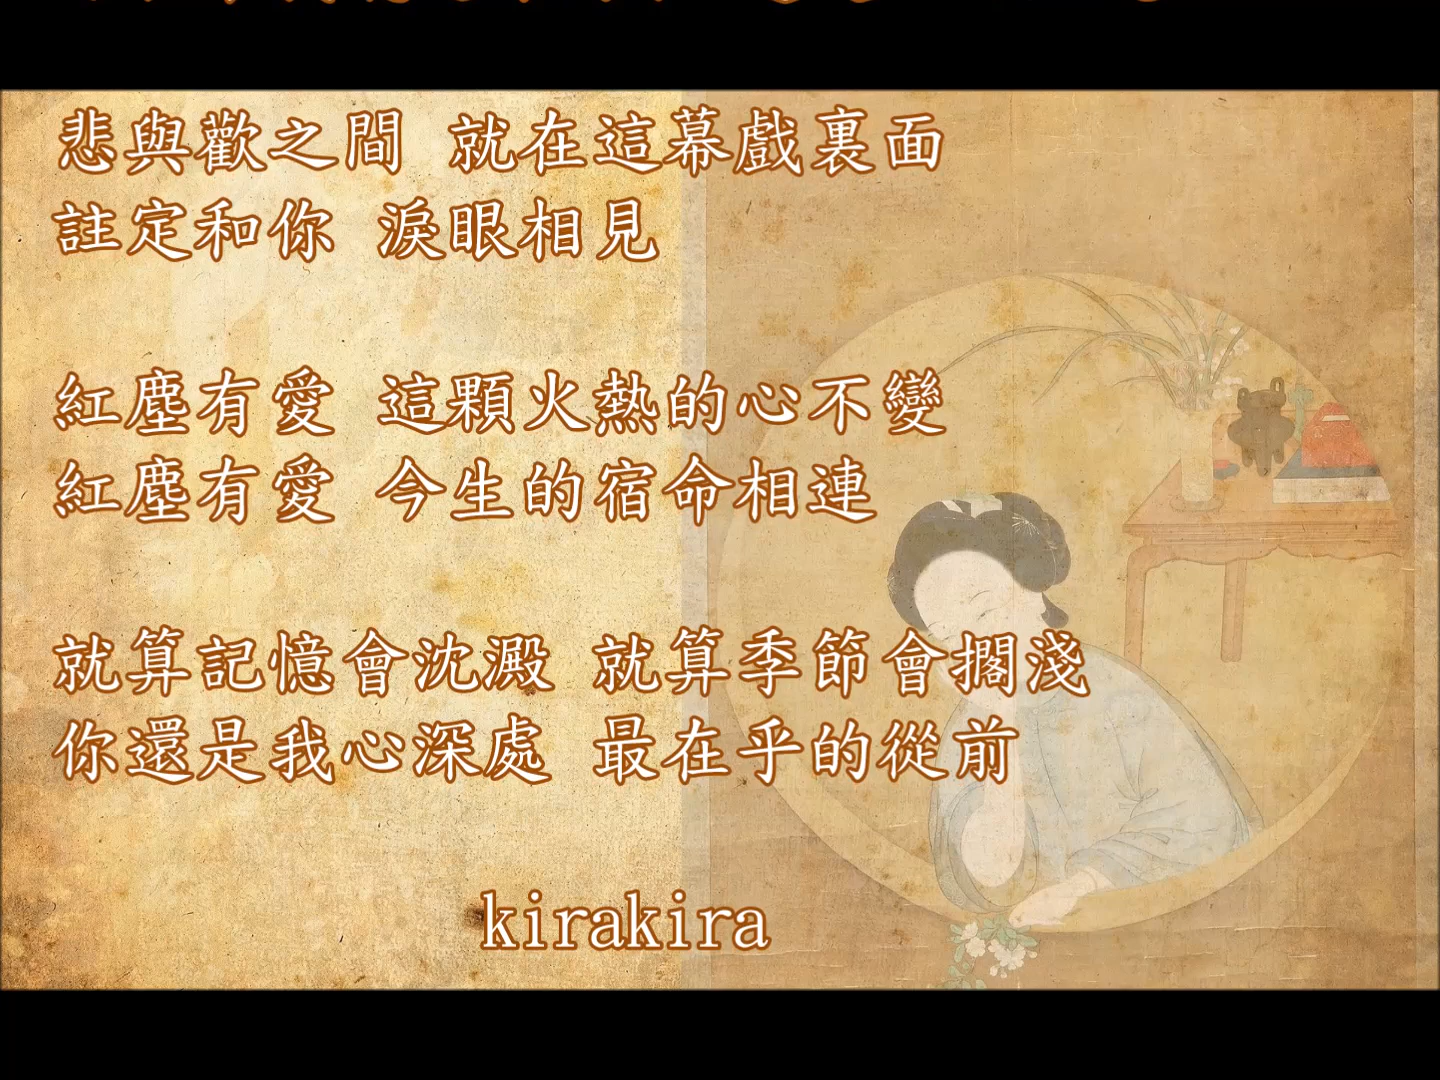 悲與歡之間 就在這幕戲裏面
註定和你 淚眼相見
紅塵有愛 這顆火熱的心不變
紅塵有愛 今生的宿命相連
就算記憶會沈澱 就算季節會擱淺
你還是我心深處 最在乎的從前
kirakira